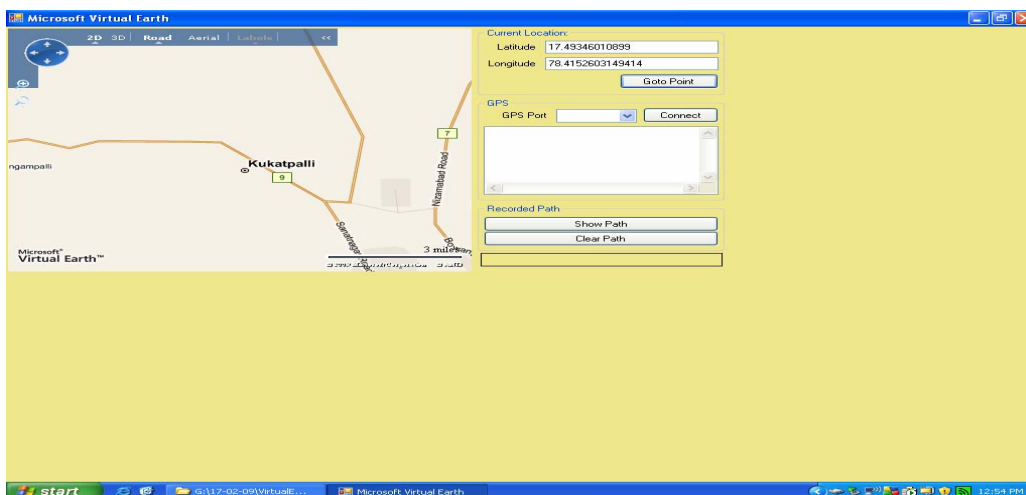 Microsoft Virtual Earth
2D 3D Road Aerial Labels <<
Current Location:
Latitude 17.49346010899
Longitude 78.4152603149414
Goto Point
GPS
GPS Port
Connect
7
Nizamabad Road
ngampalli
Kukatpalli
9
Recorded Path
Show Path
Clear Path
Microsoft®
Virtual Earth™
3 miles
start
G:\17-02-09\VirtualE...
Microsoft Virtual Earth
12:54 PM